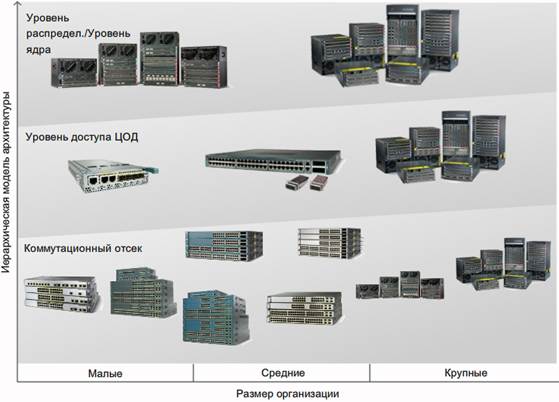 Уровень
распредел./Уровень
ядра
Уровень доступа ЦОД
Коммутационный отсек
Иерархическая модель архитектуры
Малые
Средние
Крупные
Размер организации